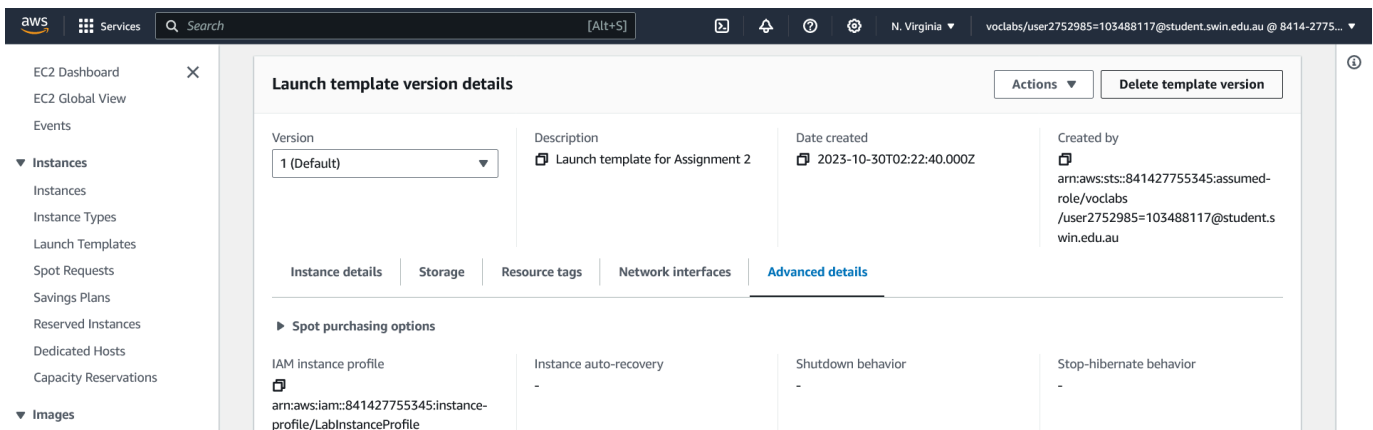 aws Services Search [Alt+S] N. Virginia voclabs/user2752985=103488117@student.swin.edu.au @ 8414-2775...
EC2 Dashboard
EC2 Global View
Events
Instances
Instances
Instance Types
Launch Templates
Spot Requests
Savings Plans
Reserved Instances
Dedicated Hosts
Capacity Reservations
Images
Launch template version details
Actions Delete template version
Version
1 (Default)
Description
Launch template for Assignment 2
Date created
2023-10-30T02:22:40.000Z
Created by
arn:aws:sts::841427755345:assumed-
role/voclabs
/user2752985=103488117@student.s
win.edu.au
Instance details Storage Resource tags Network interfaces Advanced details
Spot purchasing options
IAM instance profile
arn:aws:iam::841427755345:instance-
profile/LabInstanceProfile
Instance auto-recovery
-
Shutdown behavior
-
Stop-hibernate behavior
-